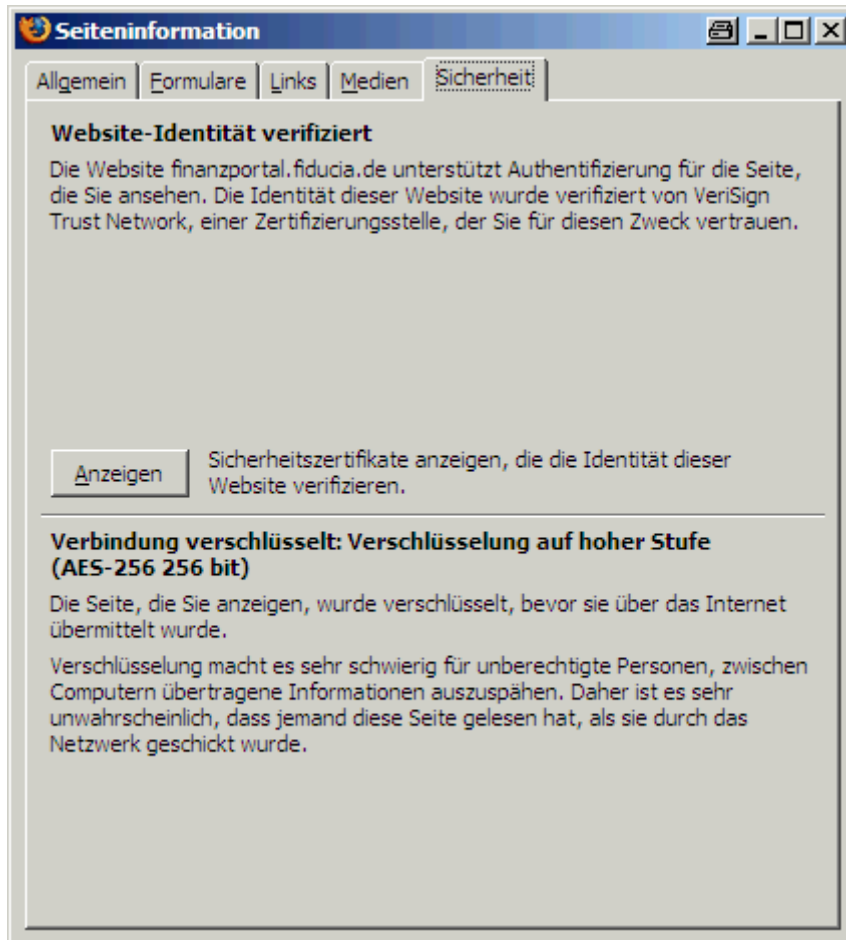 Seiteninformation
Allgemein Formulare Links Medien Sicherheit
Website-Identität verifiziert
Die Website finanzportal.fiducia.de unterstützt Authentifizierung für die Seite,
die Sie ansehen. Die Identität dieser Website wurde verifiziert von VeriSign
Trust Network, einer Zertifizierungsstelle, der Sie für diesen Zweck vertrauen.
Anzeigen
Sicherheitszertifikate anzeigen, die die Identität dieser
Website verifizieren.
Verbindung verschlüsselt: Verschlüsselung auf hoher Stufe
(AES-256 256 bit)
Die Seite, die Sie anzeigen, wurde verschlüsselt, bevor sie über das Internet
übermittelt wurde.
Verschlüsselung macht es sehr schwierig für unberechtigte Personen, zwischen
Computern übertragene Informationen auszuspähen. Daher ist es sehr
unwahrscheinlich, dass jemand diese Seite gelesen hat, als sie durch das
Netzwerk geschickt wurde.